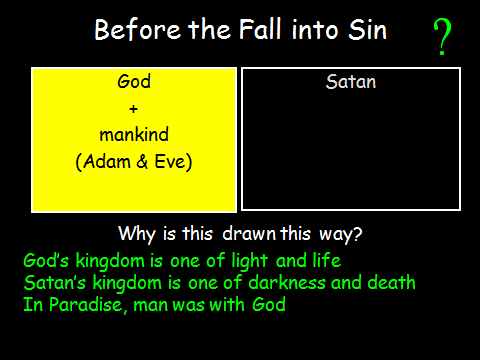 Before the Fall into Sin
?
God
+
mankind
(Adam & Eve)
Satan
Why is this drawn this way?
God's kingdom is one of light and life
Satan's kingdom is one of darkness and death
In Paradise, man was with God